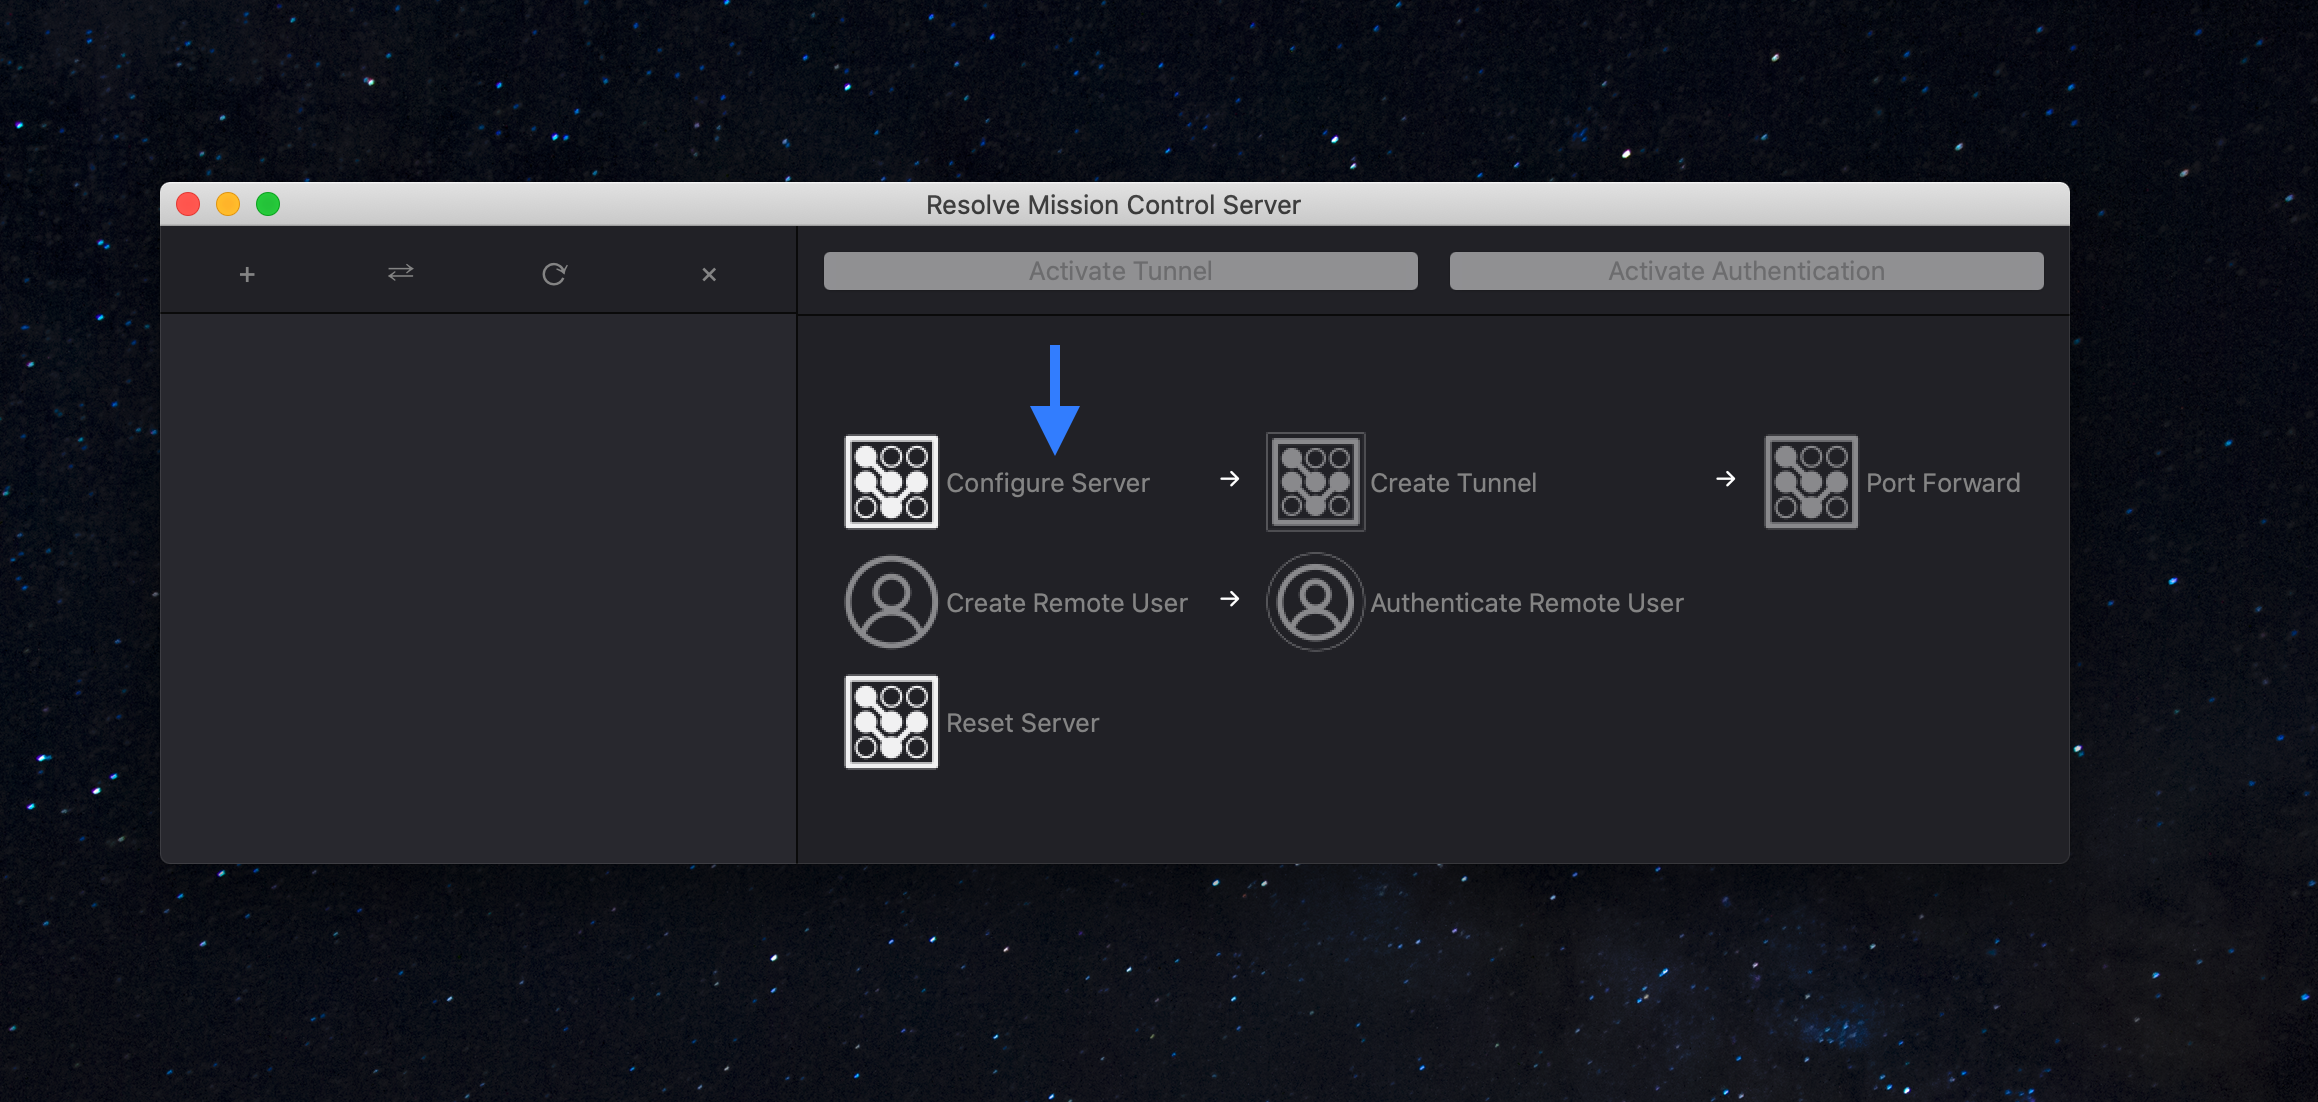 Resolve Mission Control Server
Activate Tunnel
Activate Authentication
Configure Server
Create Tunnel
Port Forward
Create Remote User
Authenticate Remote User
Reset Server